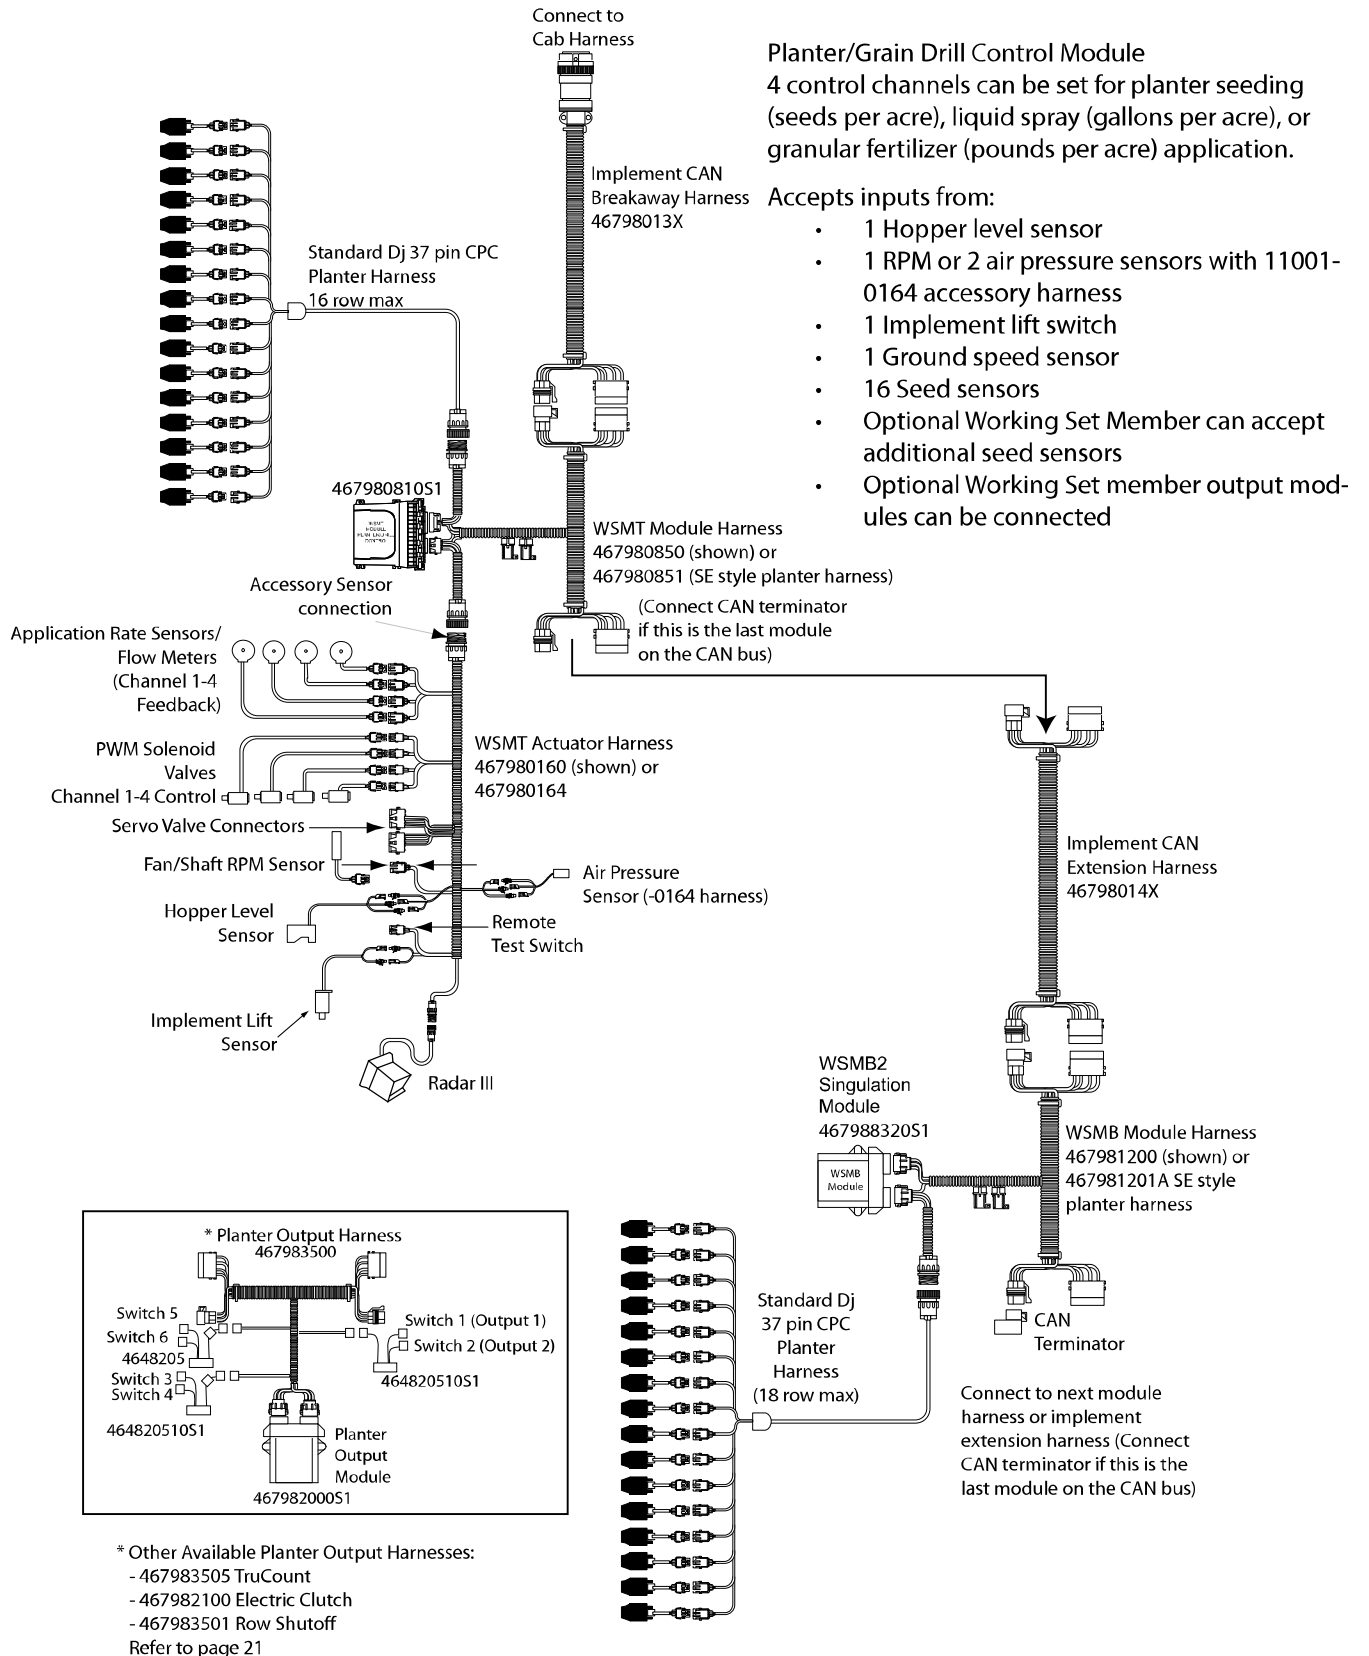 Connect to
Cab Harness
Planter/Grain Drill Control Module
4 control channels can be set for planter seeding
(seeds per acre), liquid spray (gallons per acre), or
granular fertilizer (pounds per acre) application.
Accepts inputs from:
• 1 Hopper level sensor
• 1 RPM or 2 air pressure sensors with 11001-
0164 accessory harness
• 1 Implement lift switch
• 1 Ground speed sensor
• 16 Seed sensors
• Optional Working Set Member can accept
additional seed sensors
• Optional Working Set member output mod-
ules can be connected
Implement CAN
Breakaway Harness
46798013X
Standard Dj 37 pin CPC
Planter Harness
16 row max
467980810S1
WSMT
MODULE
CONTROL
WSMT Module Harness
467980850 (shown) or
467980851 (SE style planter harness)
(Connect CAN terminator
if this is the last module
on the CAN bus)
Accessory Sensor
connection
Application Rate Sensors/
Flow Meters
(Channel 1-4
Feedback)
PWM Solenoid
Valves
Channel 1-4 Control
WSMT Actuator Harness
467980160 (shown) or
467980164
Servo Valve Connectors
Fan/Shaft RPM Sensor
Air Pressure
Sensor (-0164 harness)
Hopper Level
Sensor
Remote
Test Switch
Implement Lift
Sensor
Radar III
Implement CAN
Extension Harness
46798014X
WSMB2
Singulation
Module
467988320S1
WSMB
Module
WSMB Module Harness
467981200 (shown) or
467981201A SE style
planter harness
Standard Dj
37 pin CPC
Planter
Harness
(18 row max)
CAN
Terminator
Connect to next module
harness or implement
extension harness (Connect
CAN terminator if this is the
last module on the CAN bus)
* Planter Output Harness
467983500
Switch 5
Switch 6
4648205
Switch 3
Switch 4
464820510S1
Switch 1 (Output 1)
Switch 2 (Output 2)
464820510S1
Planter
Output
Module
467982000S1
* Other Available Planter Output Harnesses:
- 467983505 TruCount
- 467982100 Electric Clutch
- 467983501 Row Shutoff
Refer to page 21